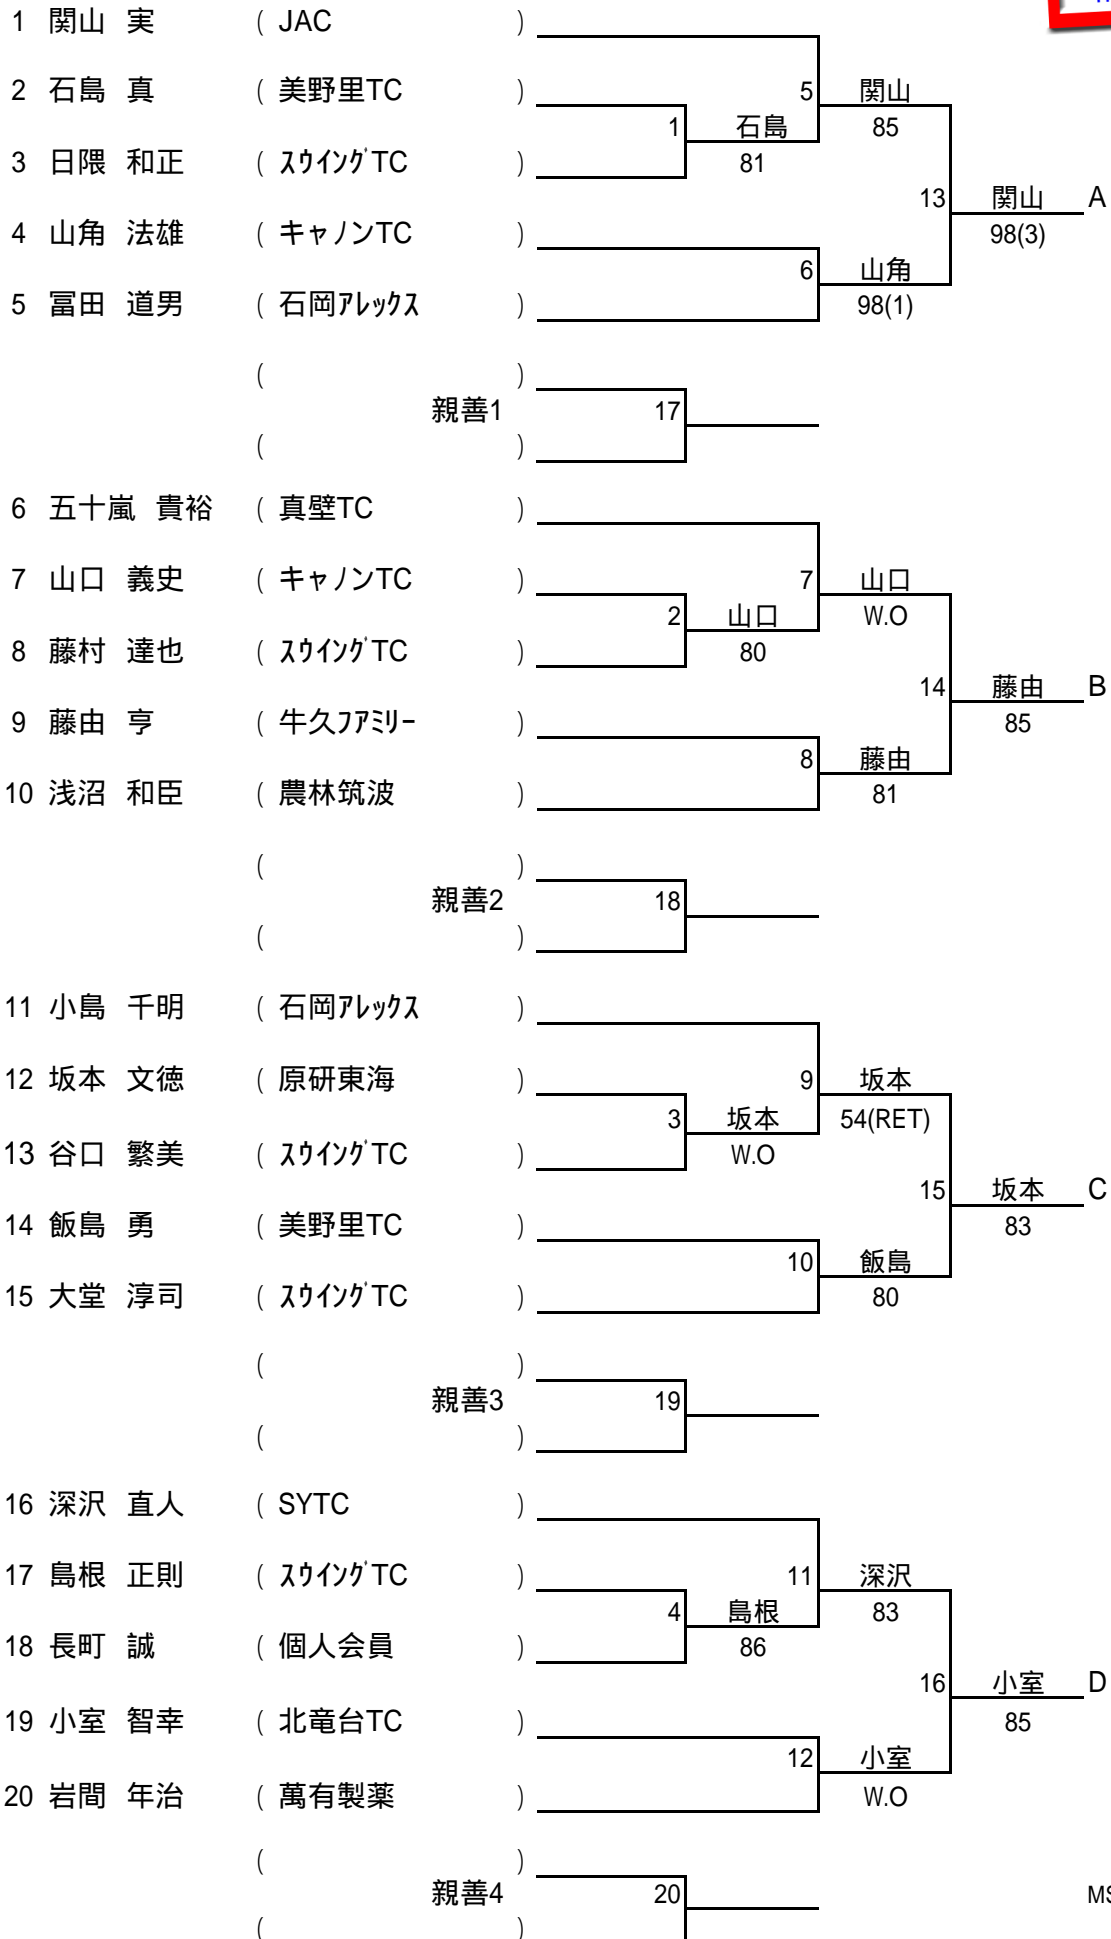 1 関山 実 ( JAC )
2 石島 真 ( 美野里TC ) 5 関山
1 石島 85
3 日隈 和正 ( スウイングTC ) 81
13 関山 A
4 山角 法雄 ( キャノンTC ) 98(3)
6 山角
5 冨田 道男 ( 石岡アレックス ) 98(1)
( )
親善1 17
( )
6 五十嵐 貴裕 ( 真壁TC )
7 山口 義史 ( キャノンTC ) 7 山口
2 山口 W.O
8 藤村 達也 ( スウイングTC ) 80
14 藤由 B
9 藤由 亨 ( 牛久フアミリー ) 85
8 藤由
10 浅沼 和臣 ( 農林筑波 ) 81
( )
親善2 18
( )
11 小島 千明 ( 石岡アレックス )
12 坂本 文徳 ( 原研東海 ) 9 坂本
3 坂本 54(RET)
13 谷口 繁美 ( スウイングTC ) W.O
15 坂本 C
14 飯島 勇 ( 美野里TC ) 83
10 飯島
15 大堂 淳司 ( スウイングTC ) 80
( )
親善3 19
( )
16 深沢 直人 ( SYTC )
17 島根 正則 ( スウイングTC ) 11 深沢
4 島根 83
18 長町 誠 ( 個人会員 ) 86
16 小室 D
19 小室 智幸 ( 北竜台TC ) 85
12 小室
20 岩間 年治 ( 萬有製薬 ) W.O
( )
親善4 20
( )